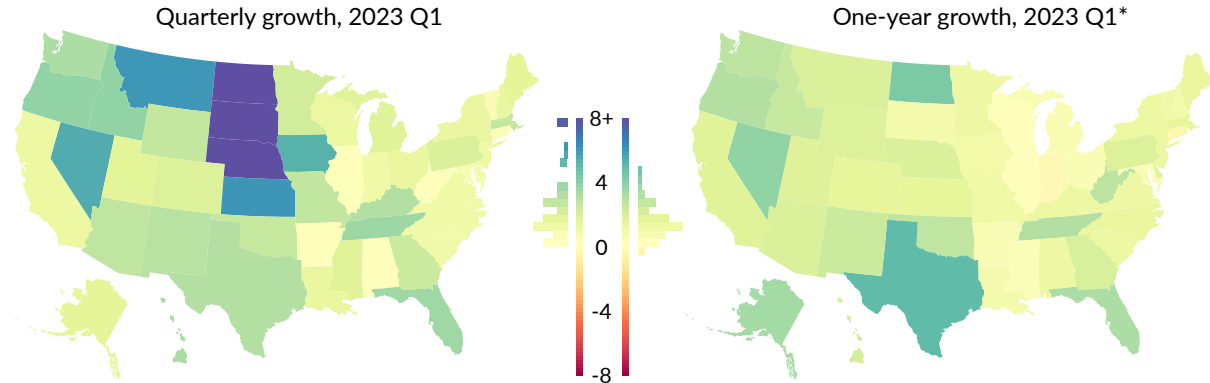 Quarterly growth, 2023 Q1
One-year growth, 2023 Q1*
8+
4
0
-4
-8